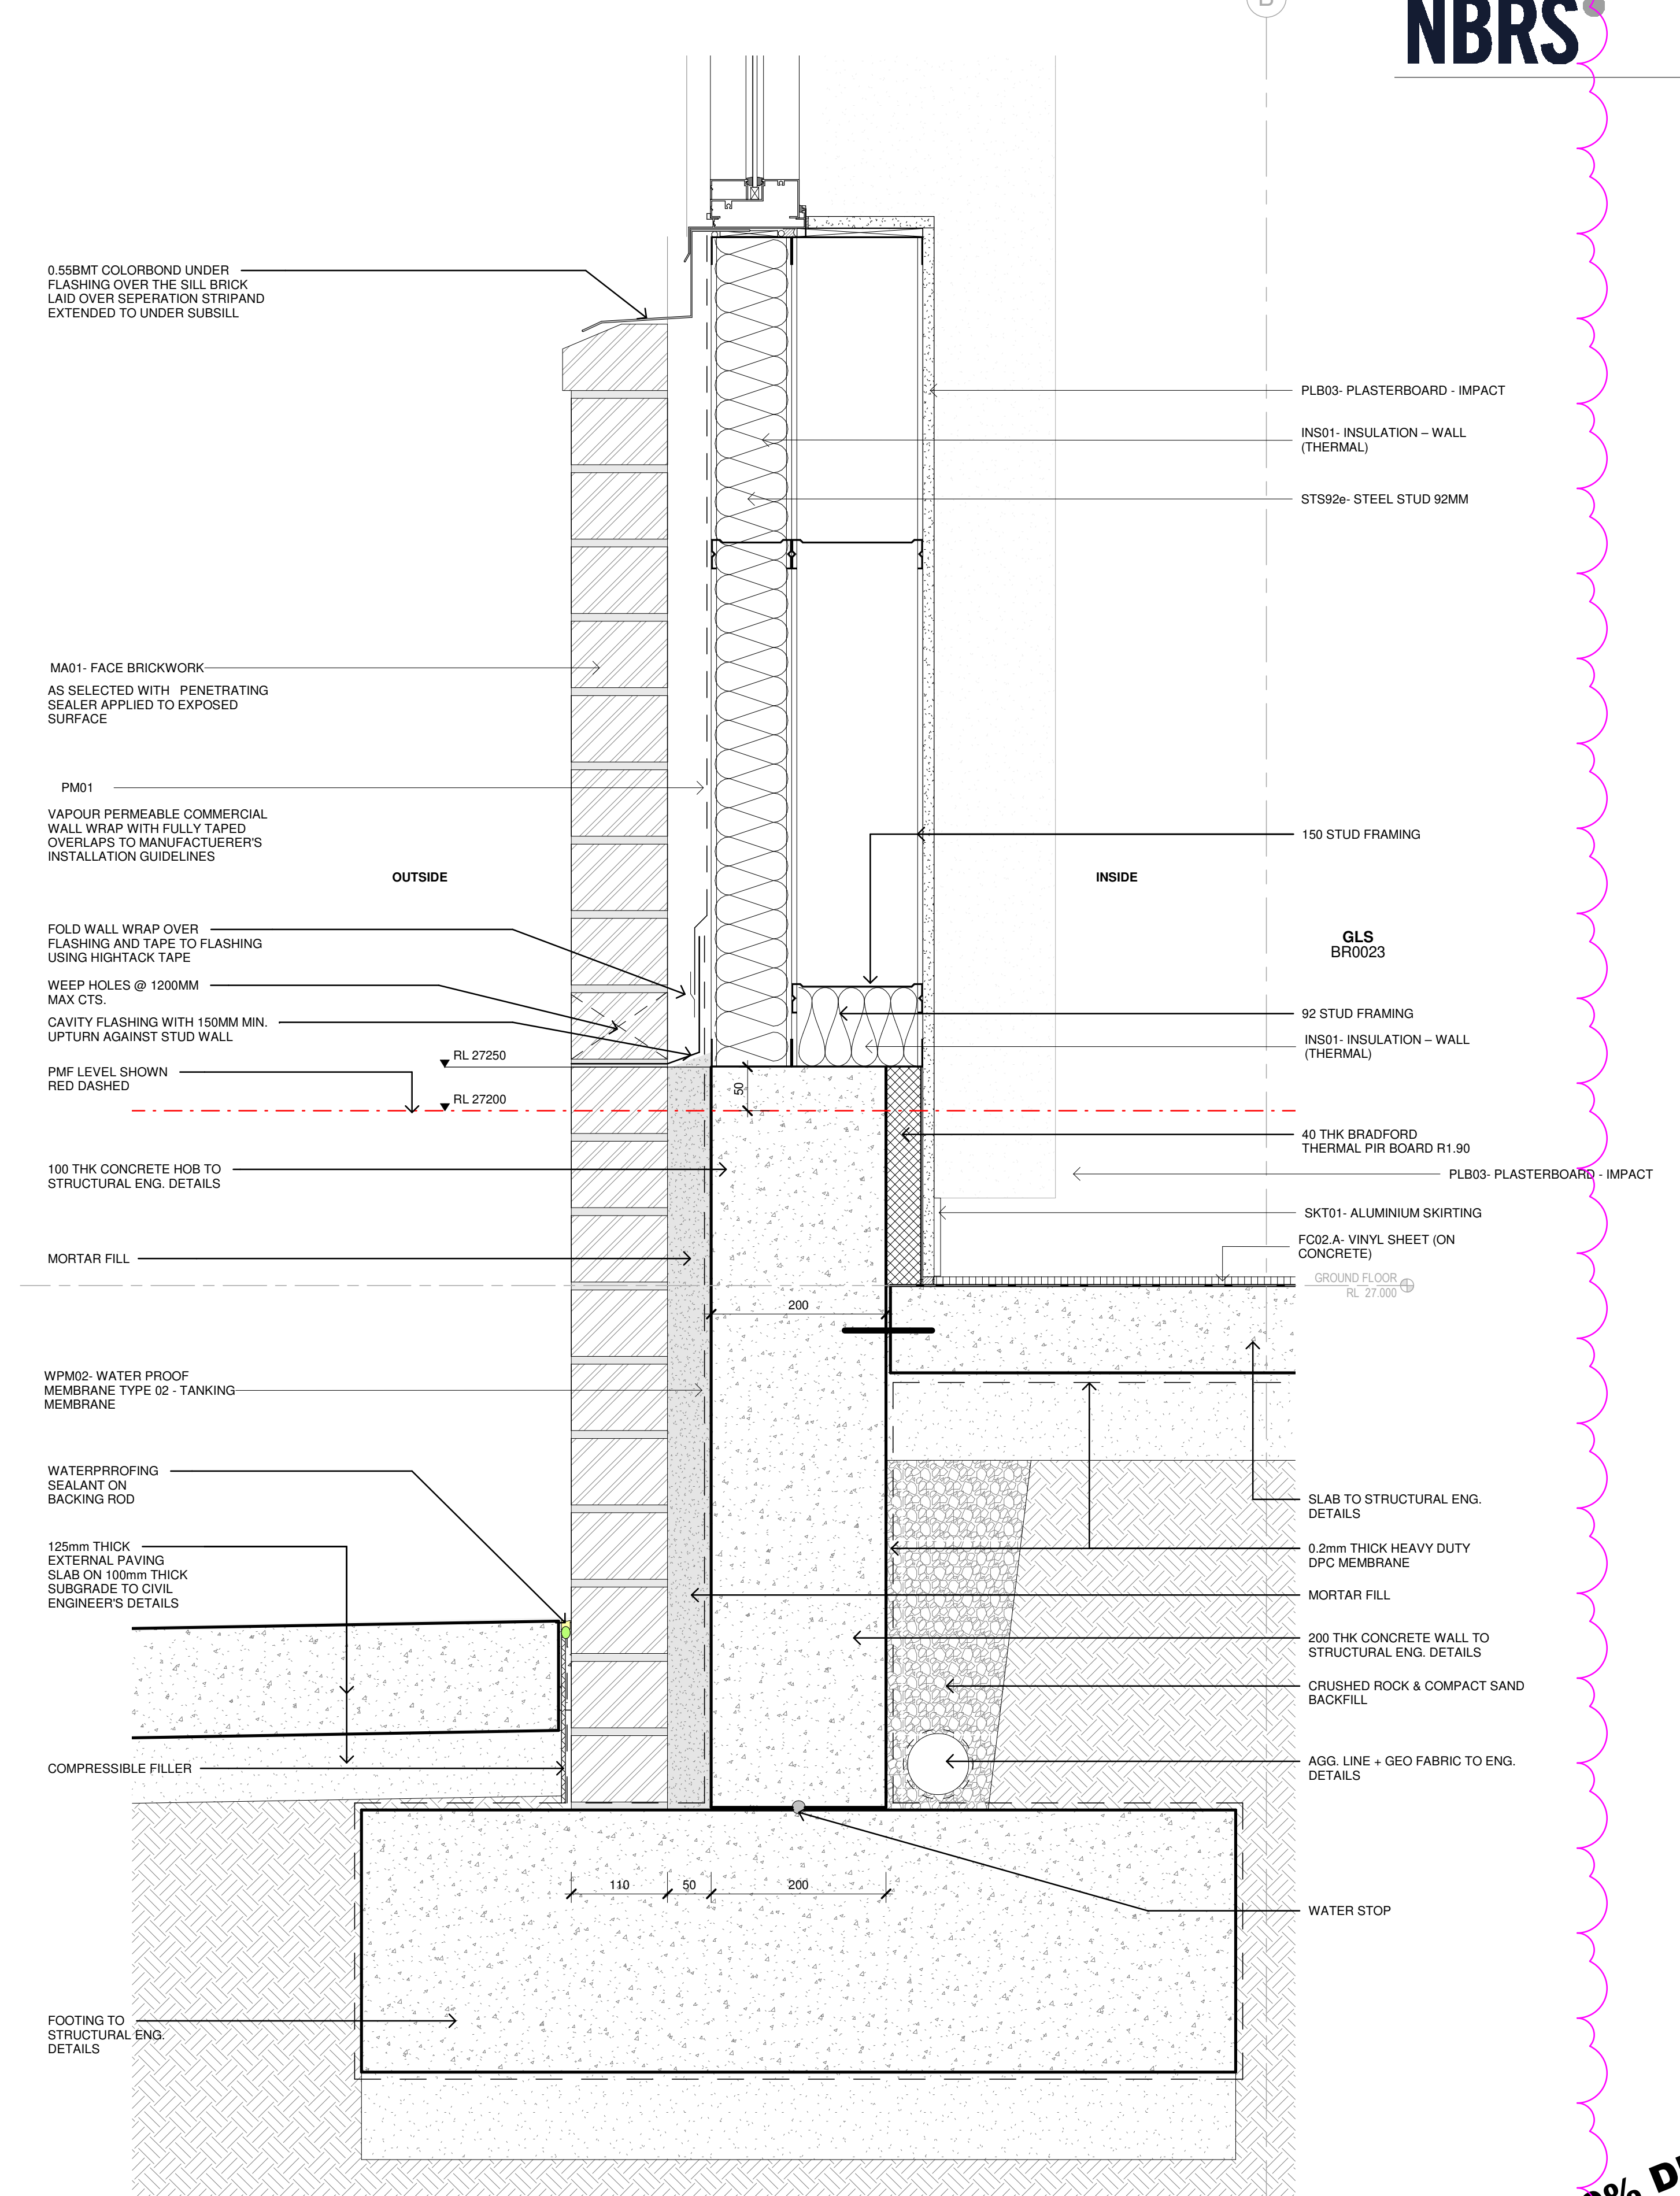 NBRS
0.55BMT COLORBOND UNDER
FLASHING OVER THE SILL BRICK
LAID OVER SEPERATION STRIPAND
EXTENDED TO UNDER SUBSILL
PLB03- PLASTERBOARD - IMPACT
INS01- INSULATION – WALL
(THERMAL)
STS92e- STEEL STUD 92MM
MA01- FACE BRICKWORK
AS SELECTED WITH PENETRATING
SEALER APPLIED TO EXPOSED
SURFACE
PM01
VAPOUR PERMEABLE COMMERCIAL
WALL WRAP WITH FULLY TAPED
OVERLAPS TO MANUFACTUERER'S
INSTALLATION GUIDELINES
150 STUD FRAMING
OUTSIDE
INSIDE
FOLD WALL WRAP OVER
FLASHING AND TAPE TO FLASHING
USING HIGHTACK TAPE
GLS
BR0023
WEEP HOLES @ 1200MM
MAX CTS.
92 STUD FRAMING
CAVITY FLASHING WITH 150MM MIN.
UPTURN AGAINST STUD WALL
INS01- INSULATION – WALL
(THERMAL)
RL 27250
PMF LEVEL SHOWN
RED DASHED
50
RL 27200
40 THK BRADFORD
THERMAL PIR BOARD R1.90
100 THK CONCRETE HOB TO
STRUCTURAL ENG. DETAILS
PLB03- PLASTERBOARD - IMPACT
SKT01- ALUMINIUM SKIRTING
FC02.A- VINYL SHEET (ON
CONCRETE)
MORTAR FILL
GROUND FLOOR
RL 27.000
200
WPM02- WATER PROOF
MEMBRANE TYPE 02 - TANKING
MEMBRANE
WATERPRROFING
SEALANT ON
BACKING ROD
SLAB TO STRUCTURAL ENG.
DETAILS
125mm THICK
EXTERNAL PAVING
SLAB ON 100mm THICK
SUBGRADE TO CIVIL
ENGINEER'S DETAILS
0.2mm THICK HEAVY DUTY
DPC MEMBRANE
MORTAR FILL
200 THK CONCRETE WALL TO
STRUCTURAL ENG. DETAILS
CRUSHED ROCK & COMPACT SAND
BACKFILL
COMPRESSIBLE FILLER
AGG. LINE + GEO FABRIC TO ENG.
DETAILS
110 50 200
WATER STOP
FOOTING TO
STRUCTURAL ENG.
DETAILS